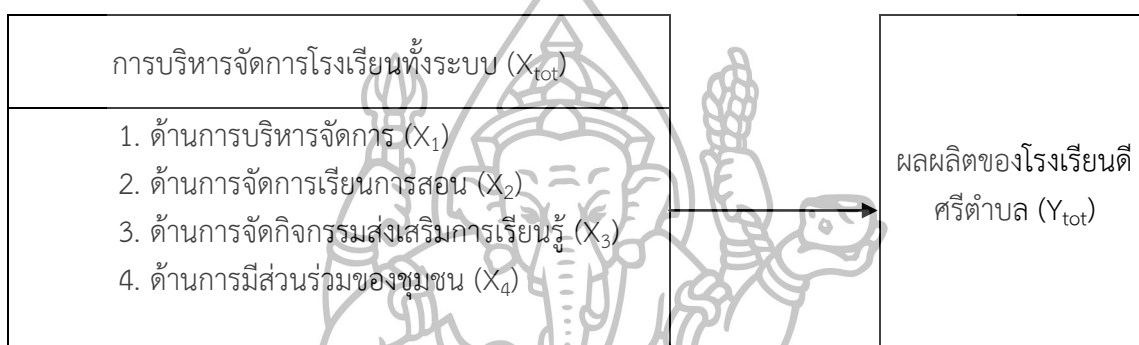 การบริหารจัดการโรงเรียนทั้งระบบ (Xtot)
1. ด้านการบริหารจัดการ (X1)
2. ด้านการจัดการเรียนการสอน (X2)
3. ด้านการจัดกิจกรรมส่งเสริมการเรียนรู้ (X3)
4. ด้านการมีส่วนร่วมของชุมชน (X4)
ผลผลิตของโรงเรียนดี
ศรีตำบล (Ytot)